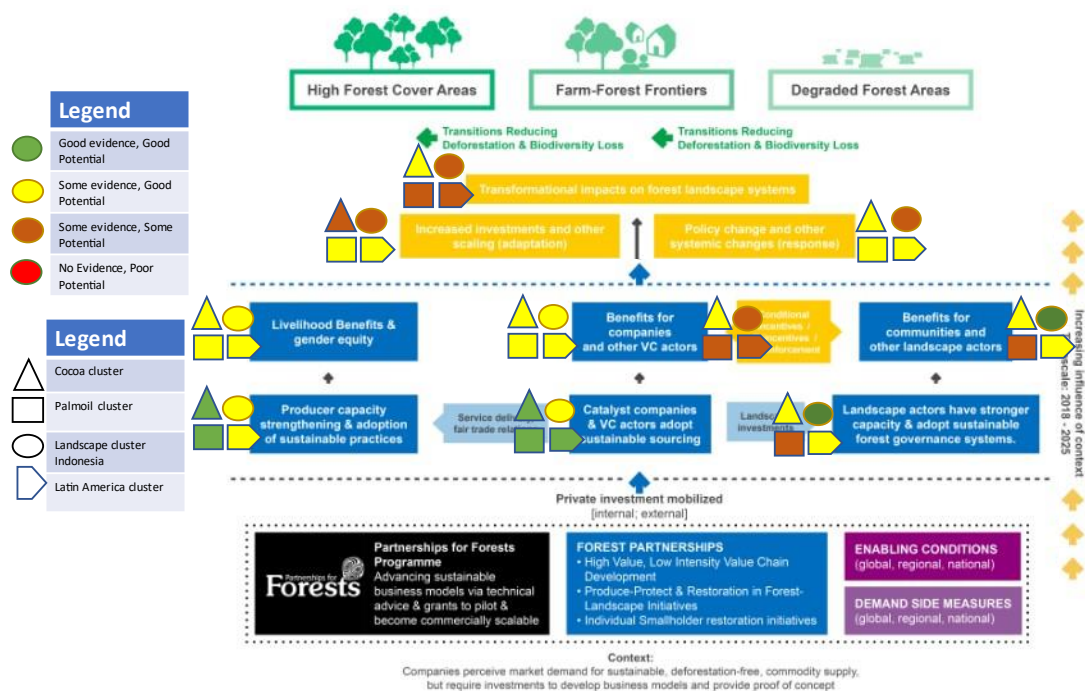 High Forest Cover Areas
Farm-Forest Frontiers
Degraded Forest Areas
Legend
Good evidence, Good
Potential
Some evidence, Good
Potential
Some evidence, Some
Potential
No Evidence, Poor
Potential
Legend
Cocoa cluster
Palmoil cluster
Landscape cluster
Indonesia
Latin America cluster
Transitions Reducing
Deforestation & Biodiversity Loss
Transitions Reducing
Deforestation & Biodiversity Loss
Transformational impacts on forest landscape systems
Increased investments and other
scaling (adaptation)
Policy change and other
systemic changes (response)
Livelihood Benefits &
gender equity
Benefits for
companies
and other VC actors
Benefits for
communities and
other landscape actors
Producer capacity
strengthening & adoption
of sustainable practices
Service
fair trade
Catalyst companies
& VC actors adopt
sustainable sourcing
investments
Landscape actors have stronger
capacity & adopt sustainable
forest governance systems.
Increasing influence of context
scale: 2018 - 2025
Private investment mobilized
[internal; external]
Partnerships for
Forests
Partnerships for Forests
Programme
Advancing sustainable
business models via technical
advice & grants to pilot &
become commercially scalable
FOREST PARTNERSHIPS
• High Value, Low Intensity Value Chain
Development
• Produce-Protect & Restoration in Forest-
Landscape Initiatives
• Individual Smallholder restoration initiatives
ENABLING CONDITIONS
(global, regional, national)
DEMAND SIDE MEASURES
(global, regional, national)
Context:
Companies perceive market demand for sustainable, deforestation-free, commodity supply,
but require investments to develop business models and provide proof of concept